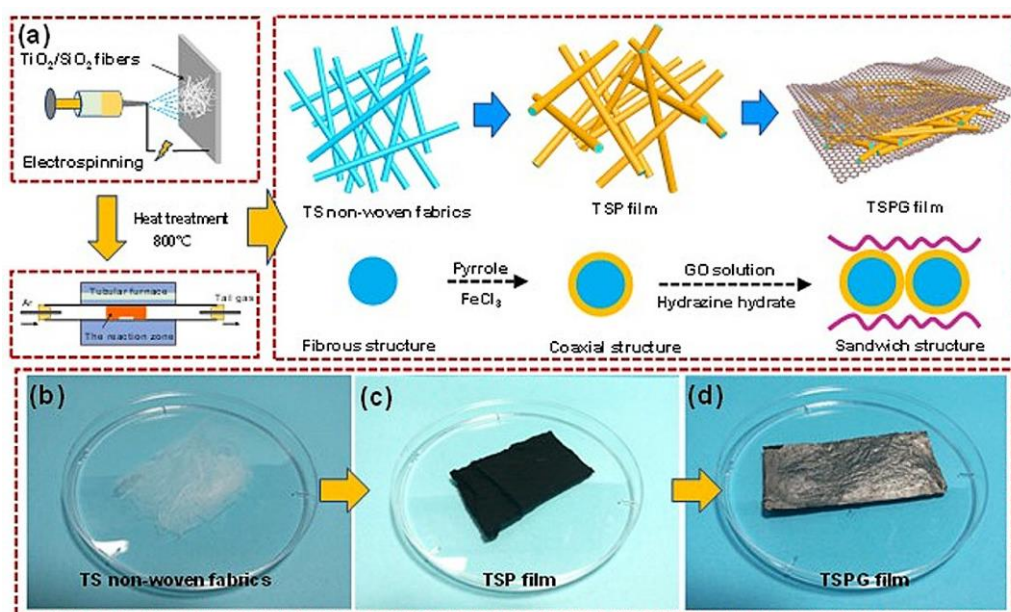 (a)
TiO₂/SiO₂ fibers
Electrospinning
Heat treatment
800℃
Tubular furnace
Ar
Tail gas
The reaction zone
TS non-woven fabrics
TSP film
TSPG film
Pyrrole
FeCl₃
GO solution
Hydrazine hydrate
Fibrous structure
Coaxial structure
Sandwich structure
(b)
(c)
(d)
TS non-woven fabrics
TSP film
TSPG film